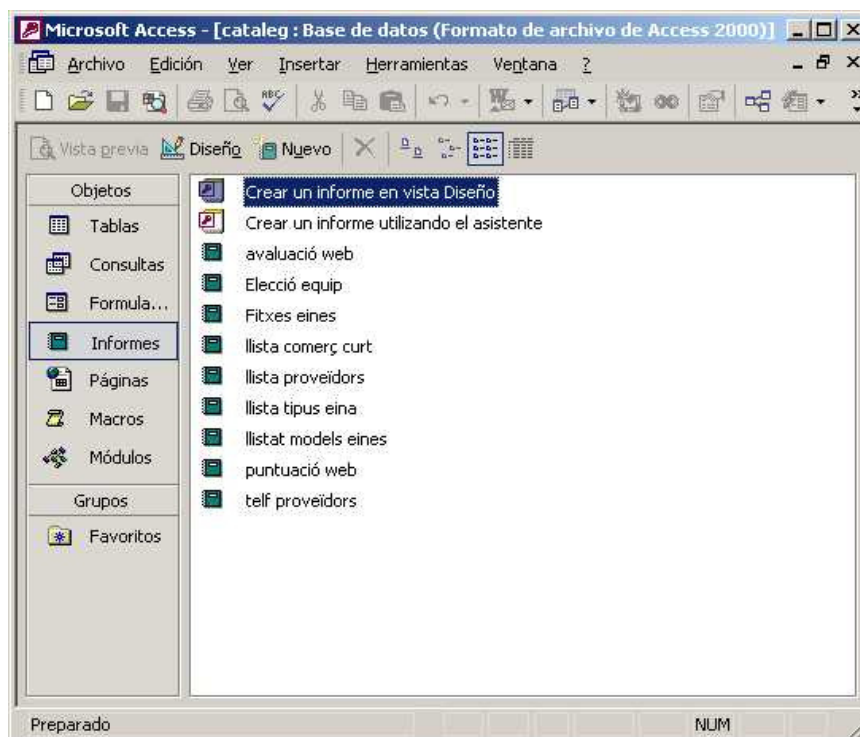 Microsoft Access - [cataleg : Base de datos (Formato de archivo de Access 2000)]
Archivo Edición Ver Insertar Herramientas Ventana ?
Vista previa Diseño Nuevo
Objetos
Tablas
Consultas
Formula...
Informes
Páginas
Macros
Módulos
Grupos
Favoritos
Crear un informe en vista Diseño
Crear un informe utilizando el asistente
avaluació web
Elecció equip
Fitxes eines
llista comerç curt
llista proveïdors
llista tipus eina
llistat models eines
puntuació web
telf proveïdors
Preparado NUM